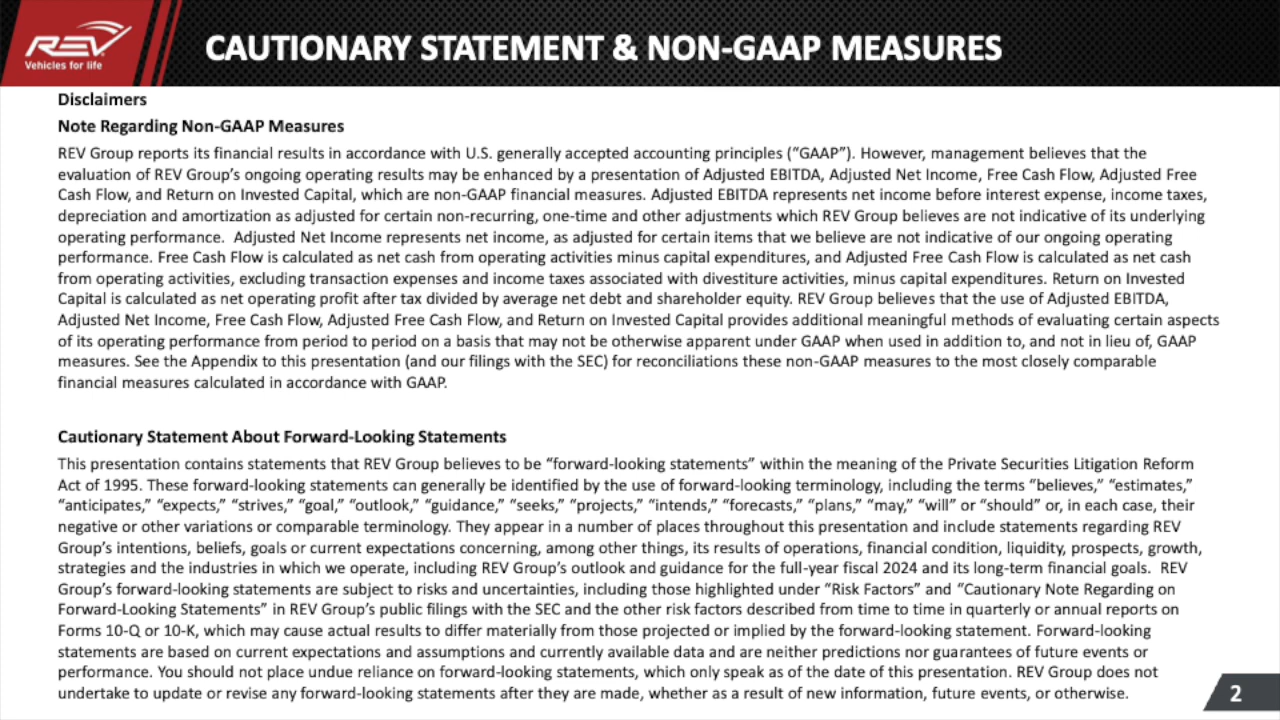 REV
Vehicles for life
CAUTIONARY STATEMENT & NON-GAAP MEASURES
Disclaimers
Note Regarding Non-GAAP Measures
REV Group reports its financial results in accordance with U.S. generally accepted accounting principles (“GAAP”). However, management believes that the
evaluation of REV Group’s ongoing operating results may be enhanced by a presentation of Adjusted EBITDA, Adjusted Net Income, Free Cash Flow, Adjusted Free
Cash Flow, and Return on Invested Capital, which are non-GAAP financial measures. Adjusted EBITDA represents net income before interest expense, income taxes,
depreciation and amortization as adjusted for certain non-recurring, one-time and other adjustments which REV Group believes are not indicative of its underlying
operating performance.  Adjusted Net Income represents net income, as adjusted for certain items that we believe are not indicative of our ongoing operating
performance. Free Cash Flow is calculated as net cash from operating activities minus capital expenditures, and Adjusted Free Cash Flow is calculated as net cash
from operating activities, excluding transaction expenses and income taxes associated with divestiture activities, minus capital expenditures. Return on Invested
Capital is calculated as net operating profit after tax divided by average net debt and shareholder equity. REV Group believes that the use of Adjusted EBITDA,
Adjusted Net Income, Free Cash Flow, Adjusted Free Cash Flow, and Return on Invested Capital provides additional meaningful methods of evaluating certain aspects
of its operating performance from period to period on a basis that may not be otherwise apparent under GAAP when used in addition to, and not in lieu of, GAAP
measures. See the Appendix to this presentation (and our filings with the SEC) for reconciliations these non-GAAP measures to the most closely comparable
financial measures calculated in accordance with GAAP.
Cautionary Statement About Forward-Looking Statements
This presentation contains statements that REV Group believes to be “forward-looking statements” within the meaning of the Private Securities Litigation Reform
Act of 1995. These forward-looking statements can generally be identified by the use of forward-looking terminology, including the terms “believes,” “estimates,”
“anticipates,” “expects,” “strives,” “goal,” “outlook,” “guidance,” “seeks,” “projects,” “intends,” “forecasts,” “plans,” “may,” “will” or “should” or, in each case, their
negative or other variations or comparable terminology. They appear in a number of places throughout this presentation and include statements regarding REV
Group’s intentions, beliefs, goals or current expectations concerning, among other things, its results of operations, financial condition, liquidity, prospects, growth,
strategies and the industries in which we operate, including REV Group’s outlook and guidance for the full-year fiscal 2024 and its long-term financial goals.  REV
Group’s forward-looking statements are subject to risks and uncertainties, including those highlighted under “Risk Factors” and “Cautionary Note Regarding on
Forward-Looking Statements” in REV Group’s public filings with the SEC and the other risk factors described from time to time in quarterly or annual reports on
Forms 10-Q or 10-K, which may cause actual results to differ materially from those projected or implied by the forward-looking statement. Forward-looking
statements are based on current expectations and assumptions and currently available data and are neither predictions nor guarantees of future events or
performance. You should not place undue reliance on forward-looking statements, which only speak as of the date of this presentation. REV Group does not
undertake to update or revise any forward-looking statements after they are made, whether as a result of new information, future events, or otherwise.
2